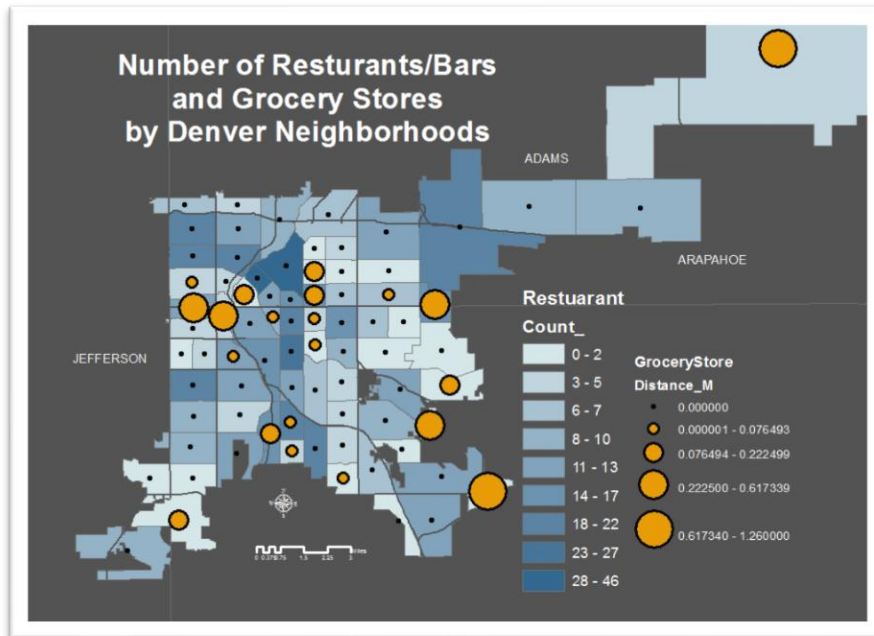 Number of Resturants/Bars
and Grocery Stores
by Denver Neighborhoods
ADAMS
ARAPAHOE
JEFFERSON
Restuarant
Count_
0 - 2
3 - 5
6 - 7
8 - 10
11 - 13
14 - 17
18 - 22
23 - 27
28 - 46
GroceryStore
Distance_M
0.000000
0.000001 - 0.076493
0.076494 - 0.222499
0.222500 - 0.617339
0.617340 - 1.260000